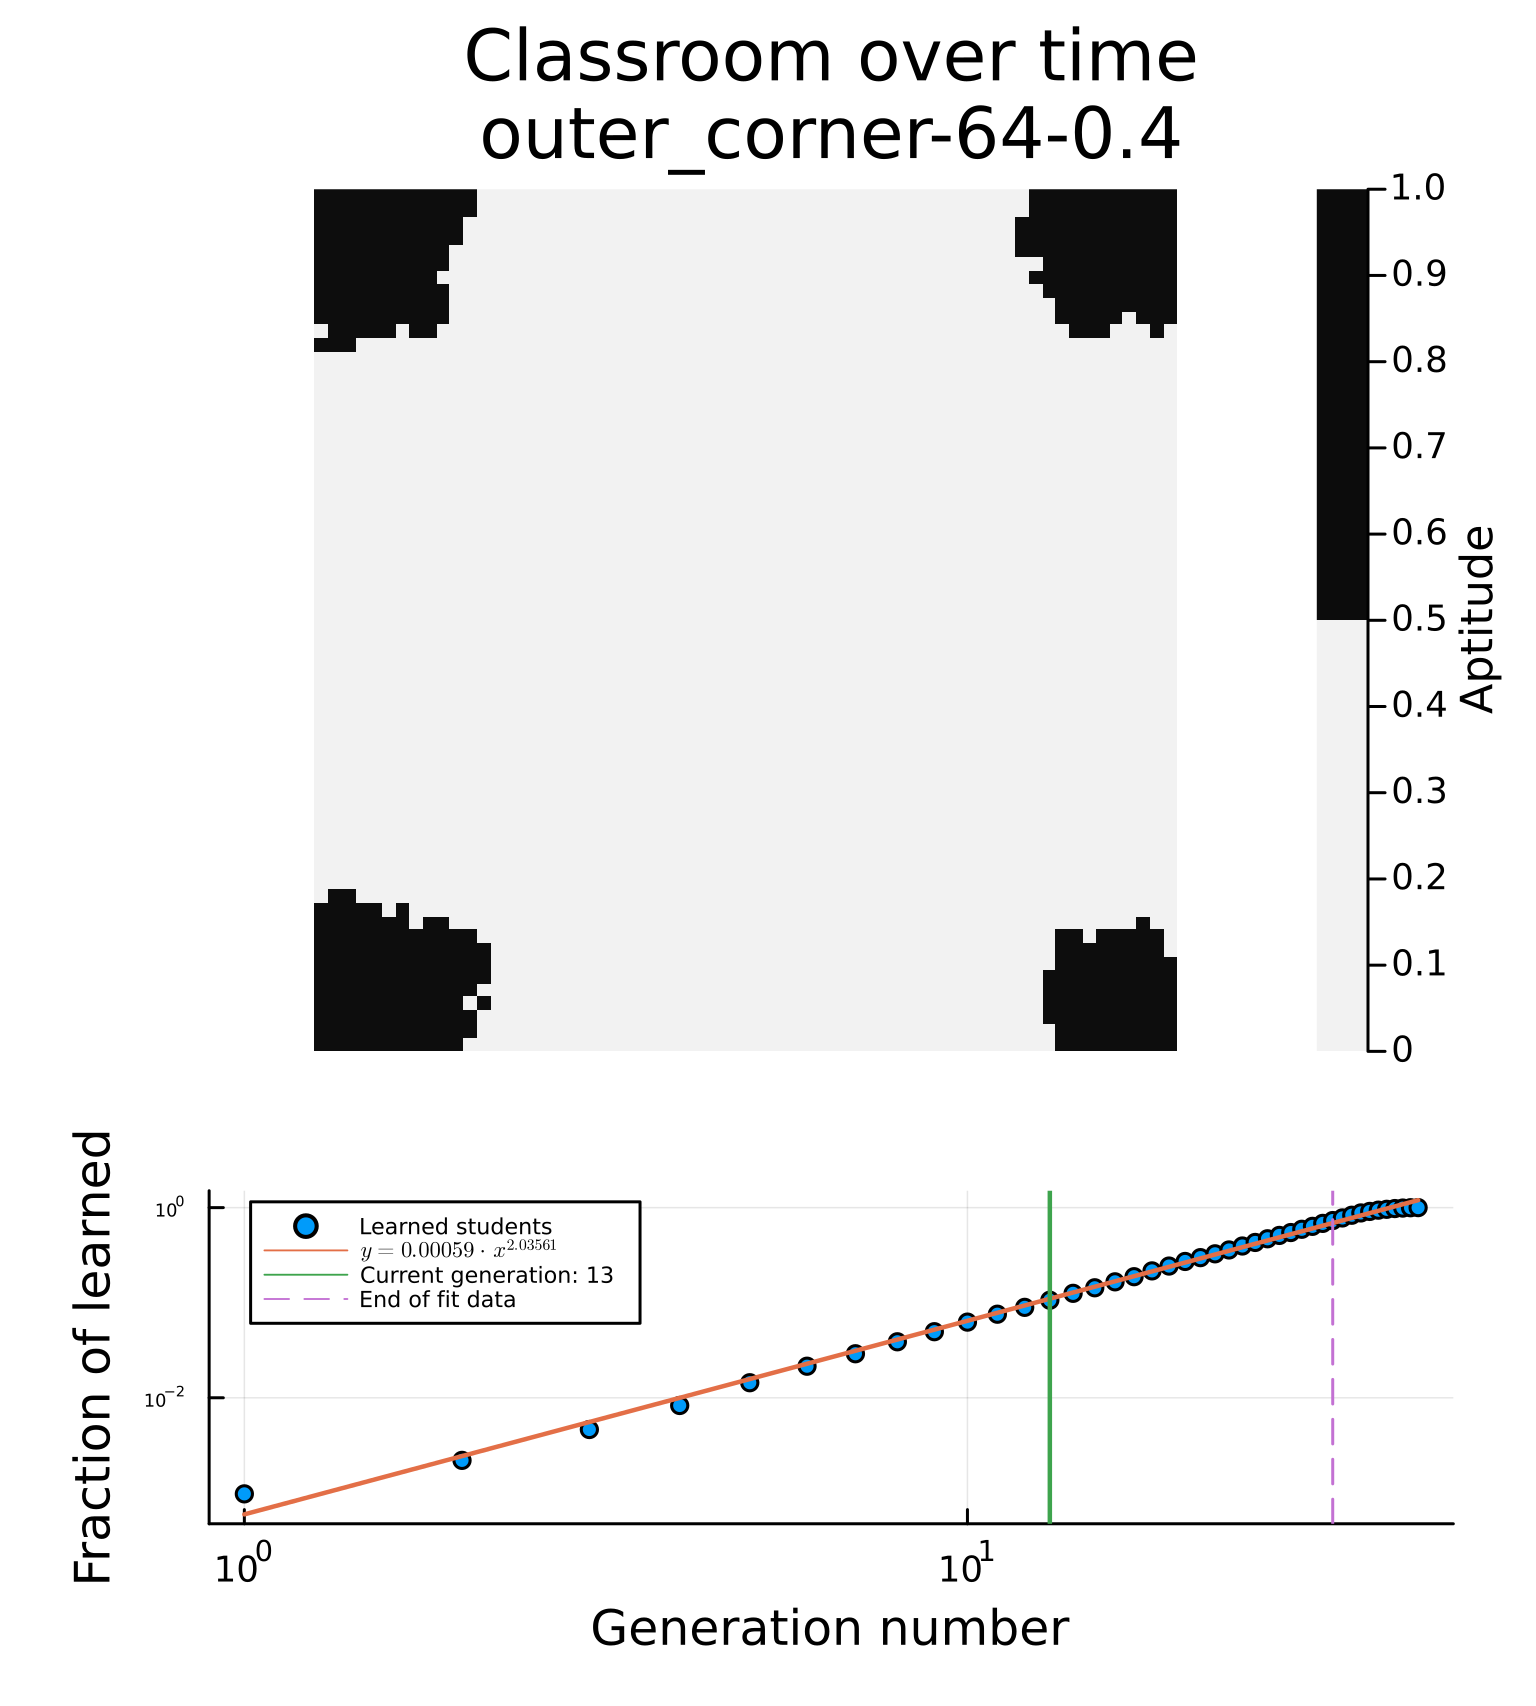 Classroom over time
outer_corner-64-0.4
1.0
0.9
0.8
0.7
0.6
0.5
0.4
0.3
0.2
0.1
0
Aptitude
Fraction of learned
10^0
10^-2
Learned students
y = 0.00059 · x^2.03561
Current generation: 13
End of fit data
10^0
10^1
Generation number